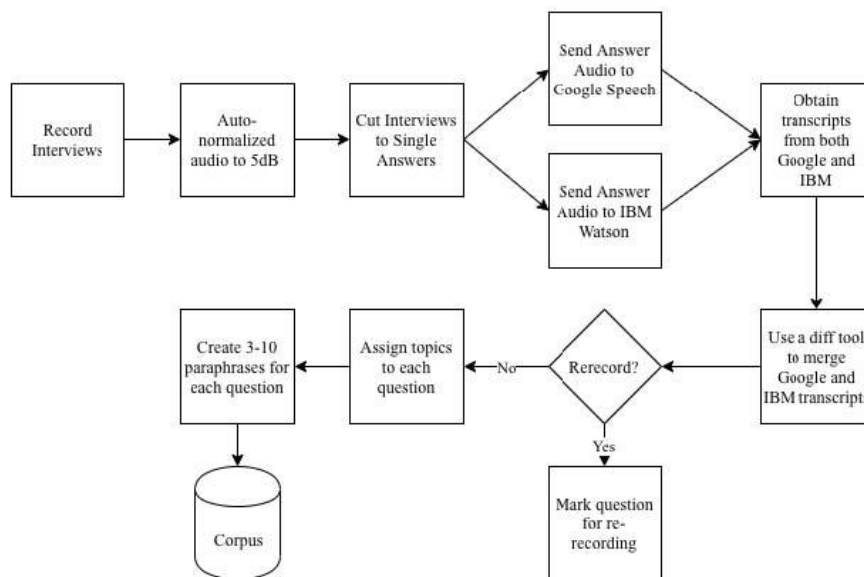 Record
Interviews
Auto-
normalized
audio to 5dB
Cut Interviews
to Single
Answers
Send Answer
Audio to
Google Speech
Send Answer
Audio to IBM
Watson
Obtain
transcripts
from both
Google and
IBM
Use a diff tool
to merge
Google and
IBM transcripts
Rerecord?
No
Yes
Assign topics
to each
question
Create 3-10
paraphrases for
each question
Corpus
Mark question
for re-
recording